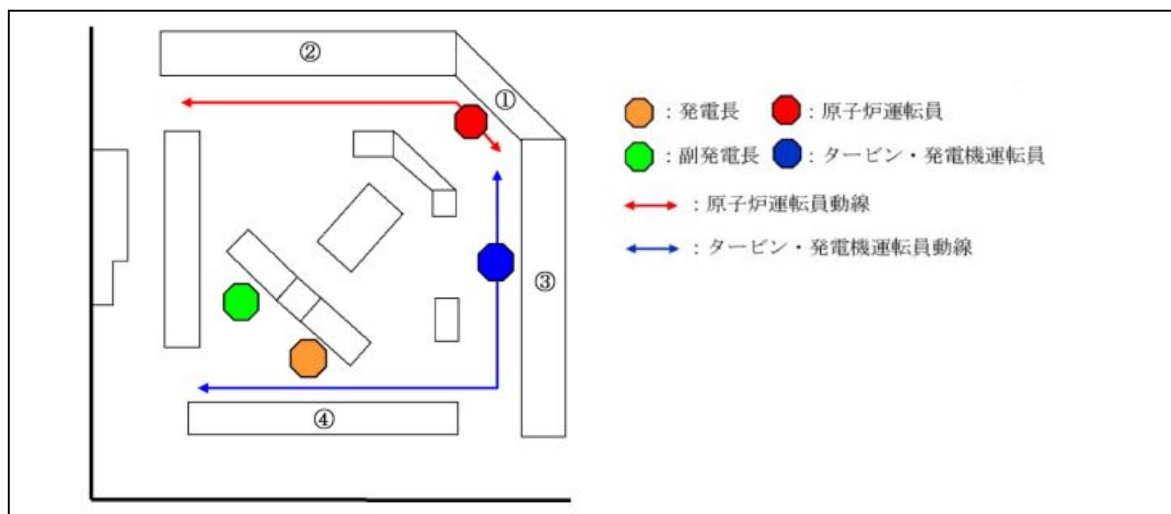 ②
①
③
④
：発電長　：原子炉運転員
：副発電長　：タービン・発電機運転員
：原子炉運転員動線
：タービン・発電機運転員動線